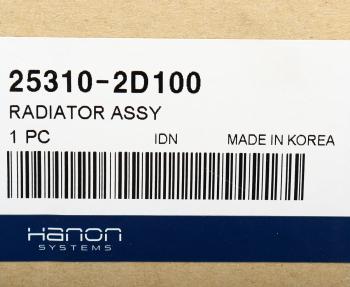 25310-2D100
RADIATOR ASSY
1 PC IDN MADE IN KOREA
Hanon
SYSTEMS